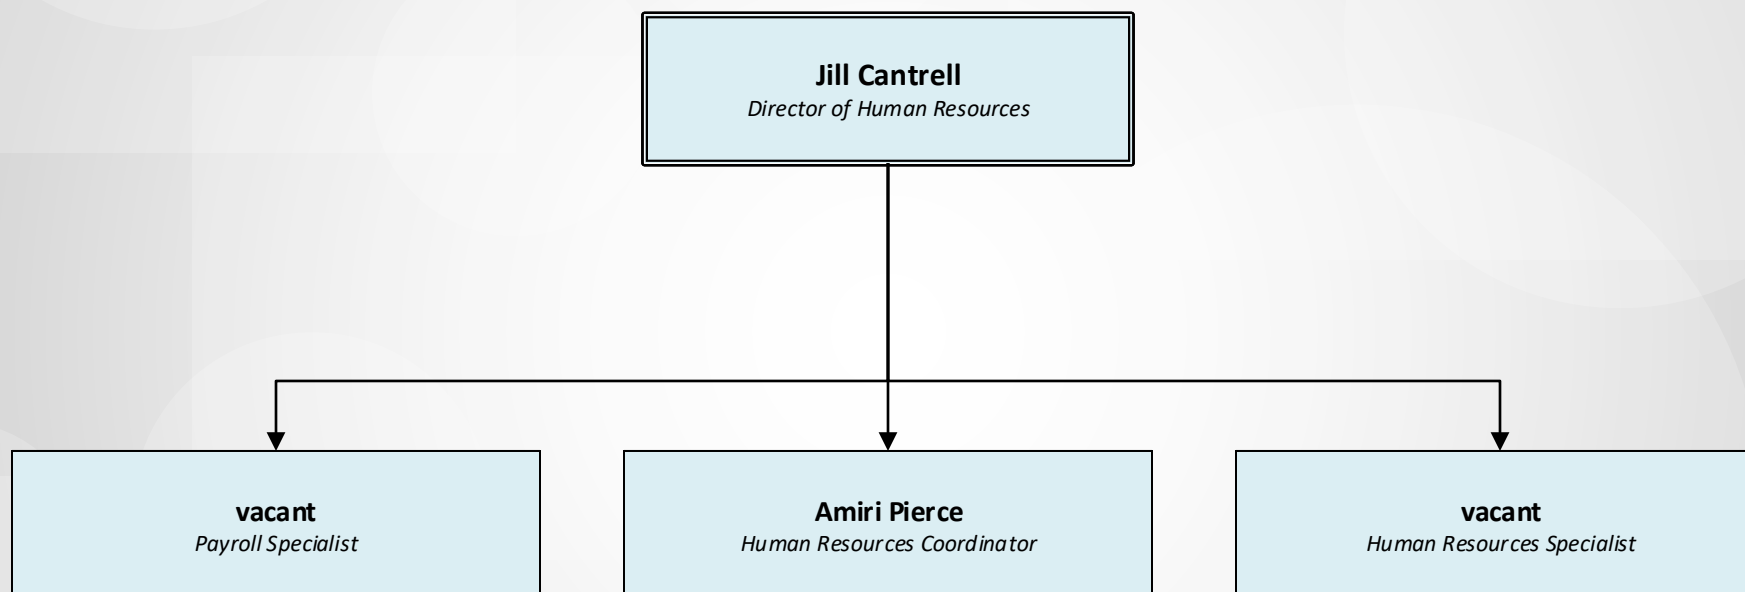 Jill Cantrell
Director of Human Resources
vacant
Payroll Specialist
Amiri Pierce
Human Resources Coordinator
vacant
Human Resources Specialist